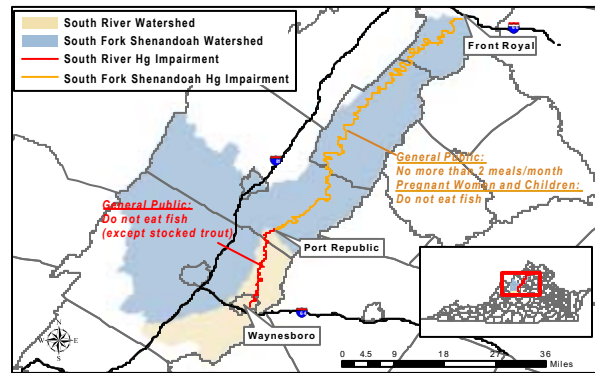 South River Watershed
South Fork Shenandoah Watershed
South River Hg Impairment
South Fork Shenandoah Hg Impairment
Front Royal
General Public:
No more than 2 meals/month
Pregnant Women and Children:
Do not eat fish
General Public:
Do not eat fish
(except stocked trout)
Port Republic
Waynesboro
N
W E
S
0 4.5 9 18 27 36
Miles